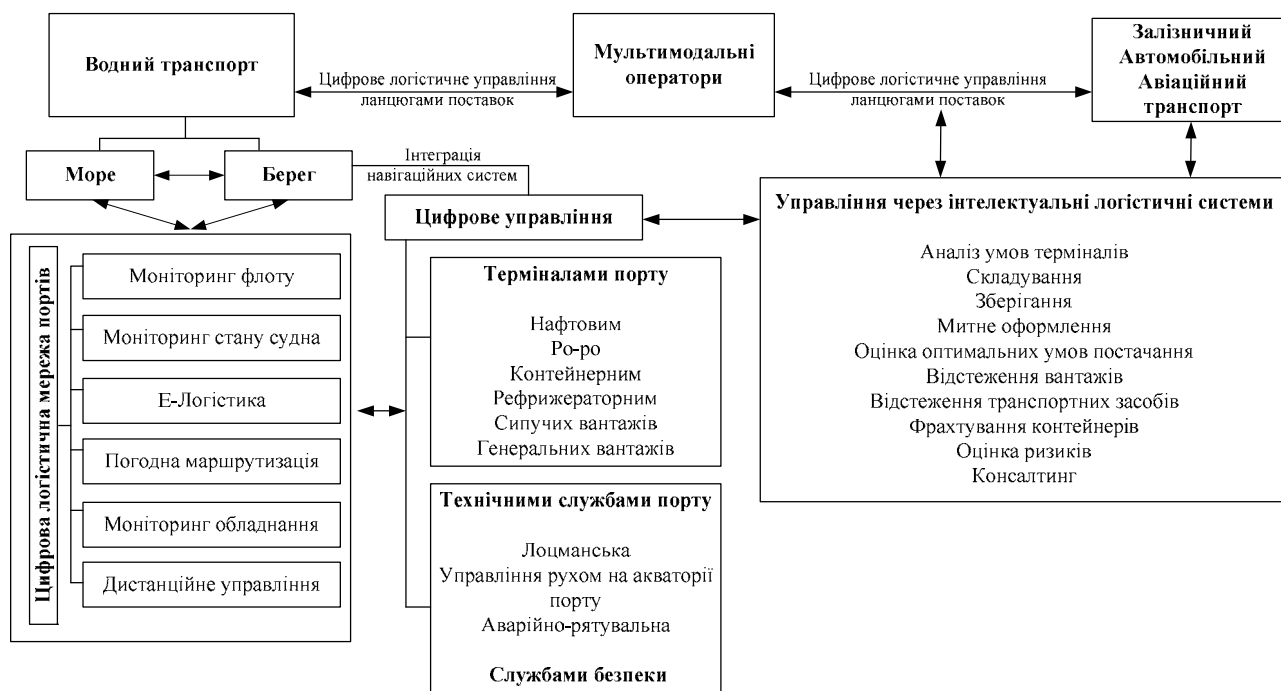 Водний транспорт
Цифрове логістичне управління
ланцюгами поставок
Мультимодальні
оператори
Цифрове логістичне управління
ланцюгами поставок
Залізничний
Автомобільний
Авіаційний
транспорт
Море
Берег
Інтеграція
навігаційних систем
Цифрове управління
Управління через інтелектуальні логістичні системи
Аналіз умов терміналів
Складування
Зберігання
Митне оформлення
Оцінка оптимальних умов постачання
Відстеження вантажів
Відстеження транспортних засобів
Фрахтування контейнерів
Оцінка ризиків
Консалтинг
Цифрова логістична мережа портів
Моніторинг флоту
Моніторинг стану судна
Е-Логістика
Погодна маршрутизація
Моніторинг обладнання
Дистанційне управління
Терміналами порту
Нафтовим
Ро-ро
Контейнерним
Рефрижераторним
Сипучих вантажів
Генеральних вантажів
Технічними службами порту
Лоцманська
Управління рухом на акваторії
порту
Аварійно-рятувальна
Службами безпеки